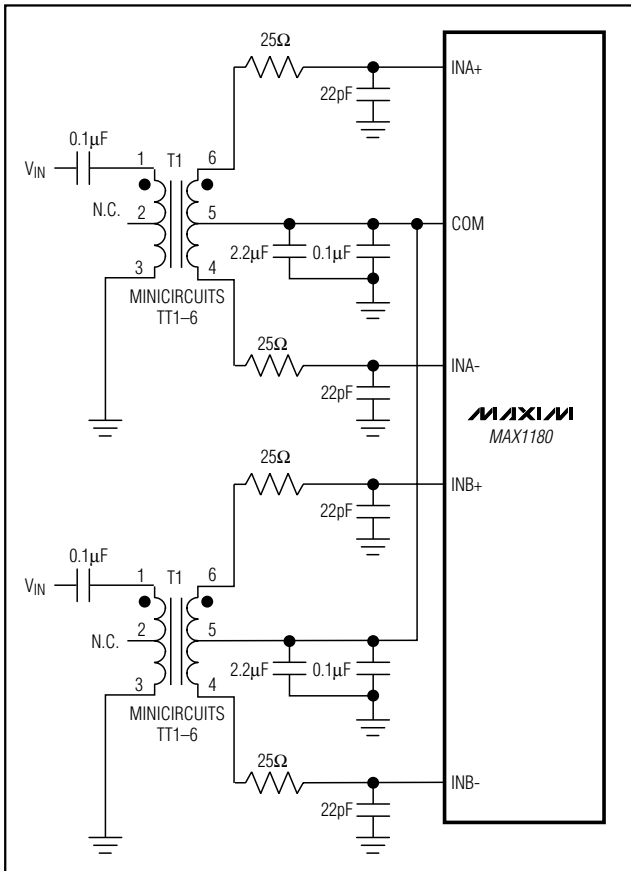 25Ω
INA+
22pF
0.1μF
VIN
1
T1
6
N.C.
2
5
COM
2.2μF
0.1μF
3
4
MINICIRCUITS
TT1–6
25Ω
INA-
22pF
MAXIM
MAX1180
25Ω
INB+
22pF
0.1μF
VIN
1
T1
6
N.C.
2
5
2.2μF
0.1μF
3
4
MINICIRCUITS
TT1–6
25Ω
INB-
22pF